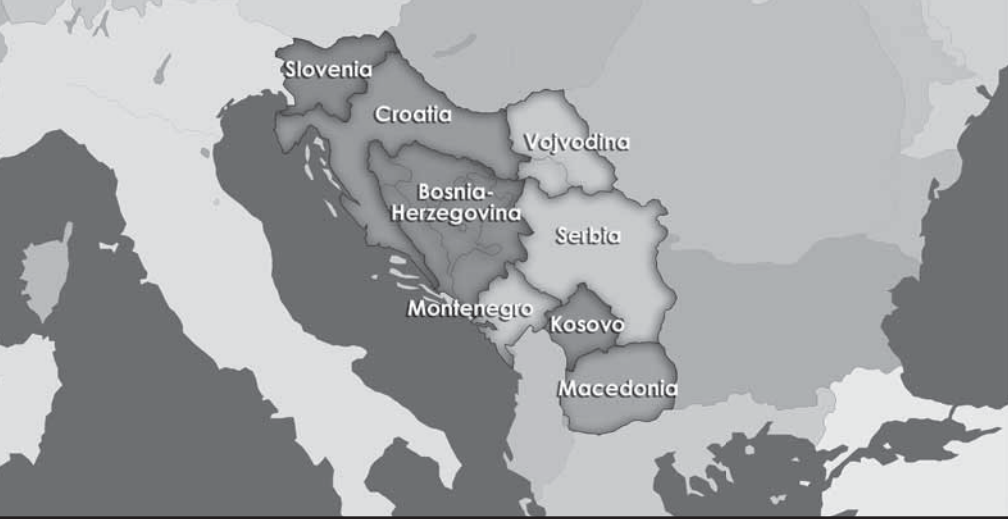 Slovenia
Croatia
Vojvodina
Bosnia-
Herzegovina
Serbia
Montenegro
Kosovo
Macedonia